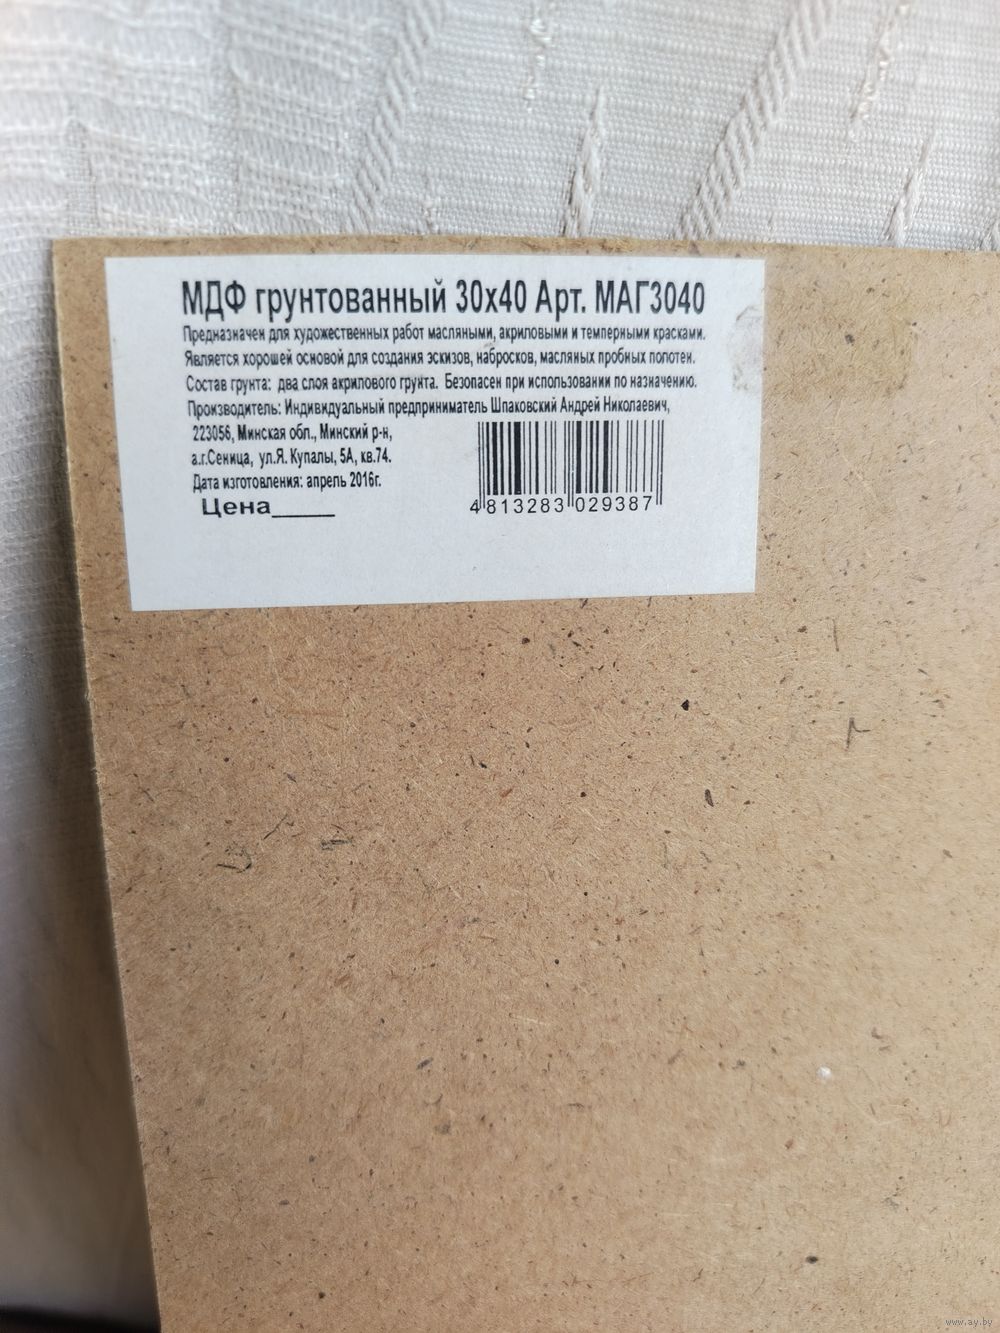 МДФ грунтованный 30х40 Арт. МАГ3040
Предназначен для художественных работ масляными, акриловыми и темперными красками.
Является хорошей основой для создания эскизов, набросков, масляных пробных полотен.
Состав грунта: два слоя акрилового грунта. Безопасен при использовании по назначению.
Производитель: Индивидуальный предприниматель Шпаковский Андрей Николаевич,
223056, Минская обл., Минский р-н,
а.г.Сеница, ул.Я. Купалы, 5А, кв.74.
Дата изготовления: апрель 2016г.
Цена_____
4 813283 029387
www.ay.by